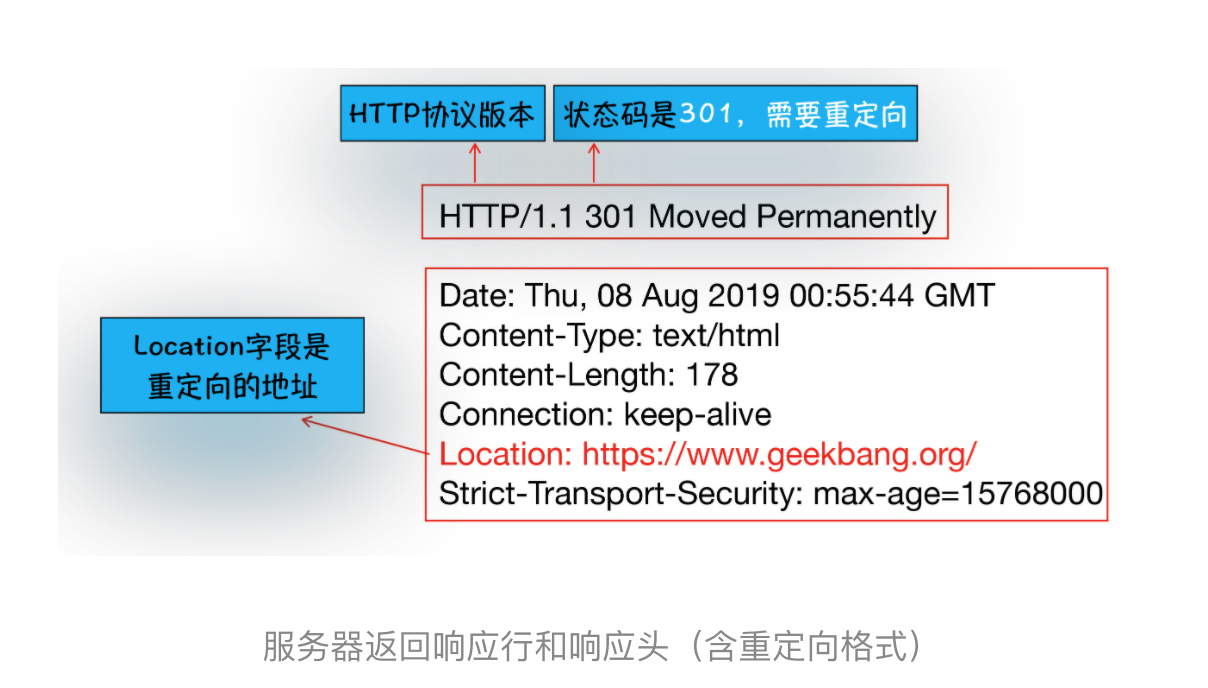 HTTP协议版本
状态码是301，需要重定向
HTTP/1.1 301 Moved Permanently
Date: Thu, 08 Aug 2019 00:55:44 GMT
Content-Type: text/html
Content-Length: 178
Connection: keep-alive
Location: https://www.geekbang.org/
Strict-Transport-Security: max-age=15768000
Location字段是
重定向的地址
服务器返回响应行和响应头（含重定向格式）